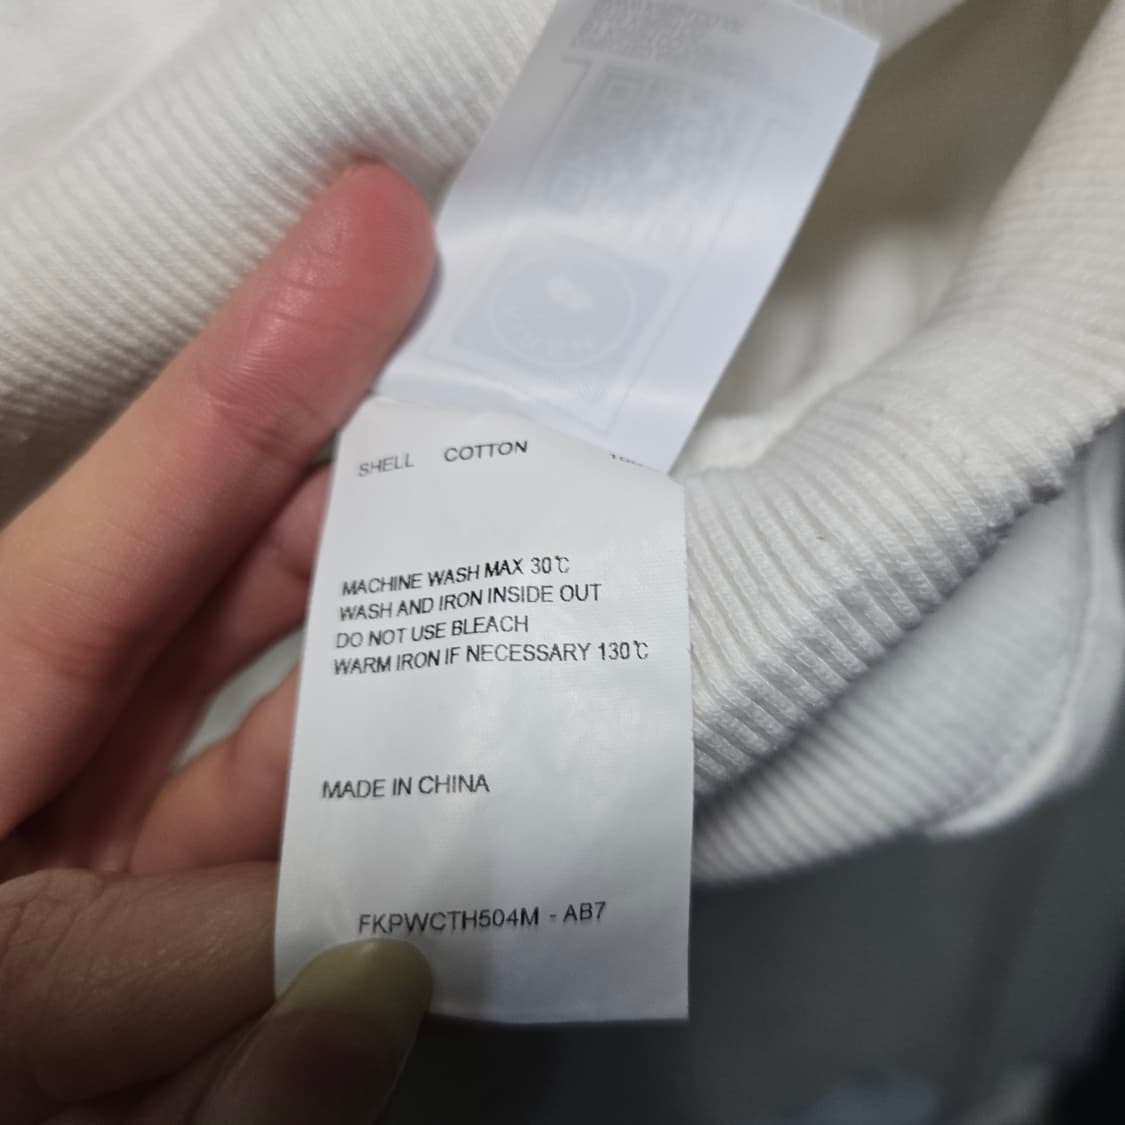 SHELL COTTON
MACHINE WASH MAX 30℃
WASH AND IRON INSIDE OUT
DO NOT USE BLEACH
WARM IRON IF NECESSARY 130℃
MADE IN CHINA
FKPWCTH504M - AB7